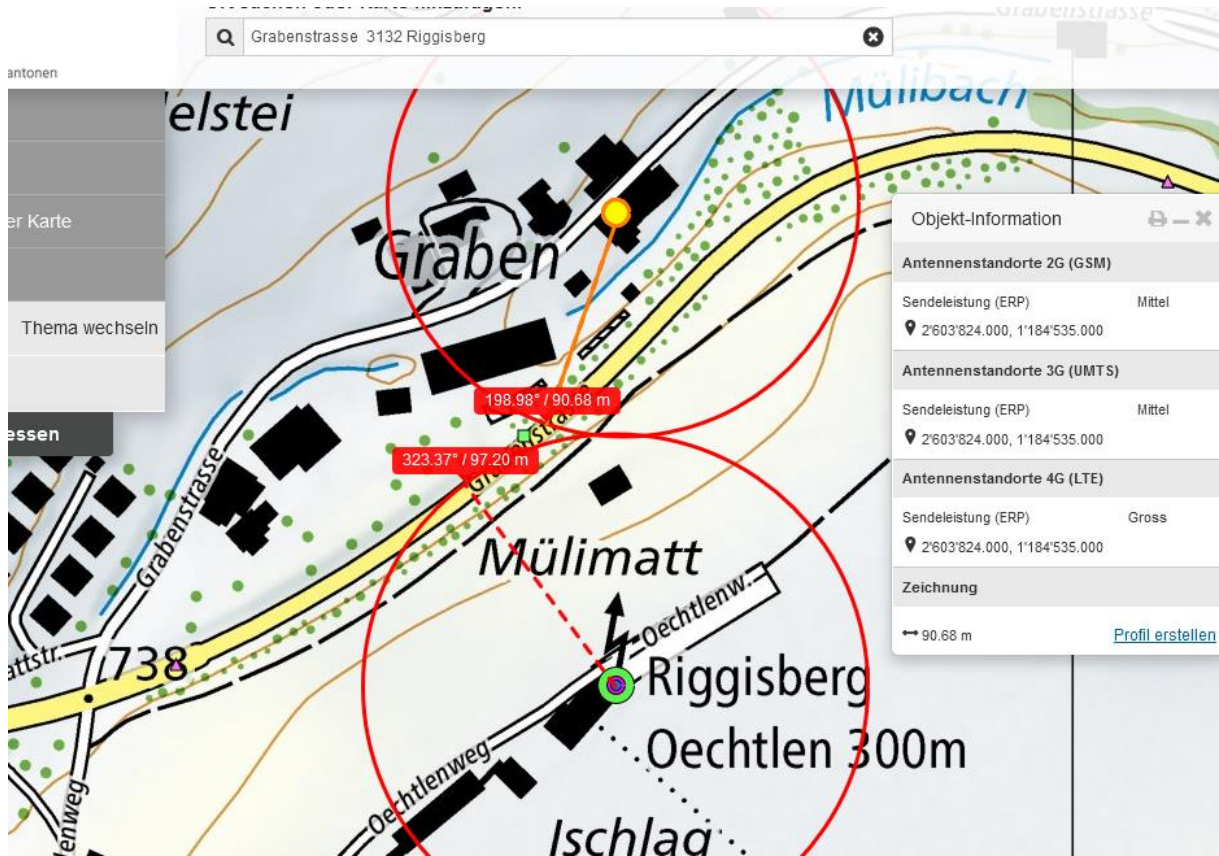 Grabenstrasse 3132 Riggisberg
antonen
elstei
Mülibach
er Karte
Graben
Thema wechseln
essen
198.98° / 90.68 m
323.37° / 97.20 m
Grabenstrasse
Mülimatt
Oechtlenw.
attstr.
738
Riggisberg
Oechtlen 300m
Oechtlenweg
lenweg
Ischlag
Objekt-Information
Antennenstandorte 2G (GSM)
Sendeleistung (ERP) Mittel
2'603'824.000, 1'184'535.000
Antennenstandorte 3G (UMTS)
Sendeleistung (ERP) Mittel
2'603'824.000, 1'184'535.000
Antennenstandorte 4G (LTE)
Sendeleistung (ERP) Gross
2'603'824.000, 1'184'535.000
Zeichnung
90.68 m Profil erstellen